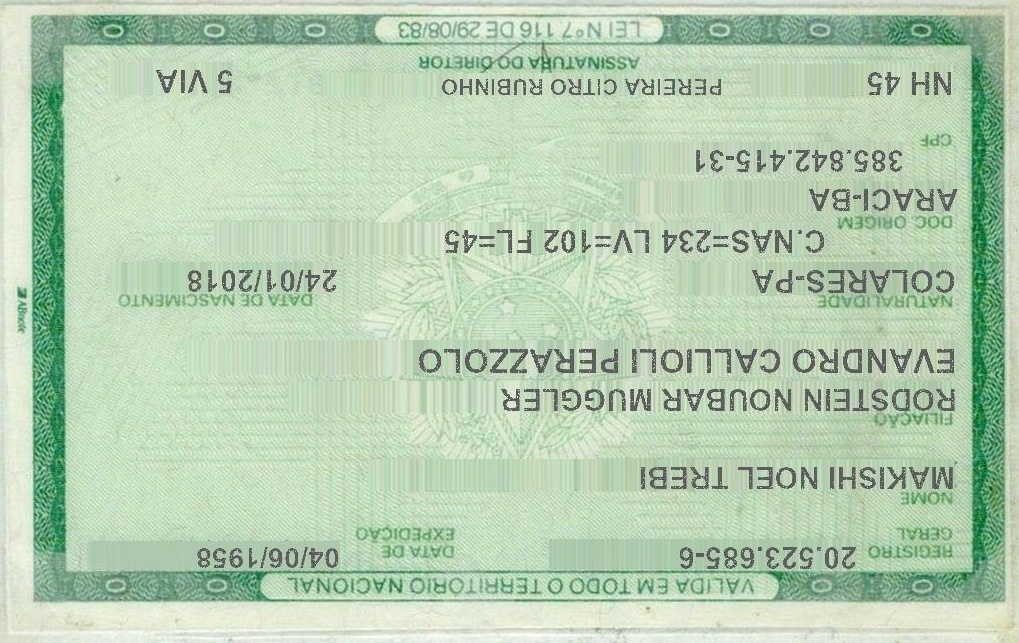 VALIDA EM TODO O TERRITÓRIO NACIONAL
REGISTRO GERAL 20.523.685-6 DATA DE EXPEDIÇÃO 04/06/1958
NOME
MAKISHI NOEL TREBI
FILIAÇÃO
RODSTEIN NOUBAR MUGGLER
EVANDRO CALLIOLI PERAZZOLO
NATURALIDADE DATA DE NASCIMENTO
COLARES-PA 24/01/2018
C.NAS=234 LV=102 FL=45
DOC. ORIGEM
ARACI-BA
385.842.415-31
CPF
NH 45 PEREIRA CITRO RUBINHO 5 VIA
ASSINATURA DO DIRETOR
LEI Nº 7.116 DE 29/08/83
ABnote